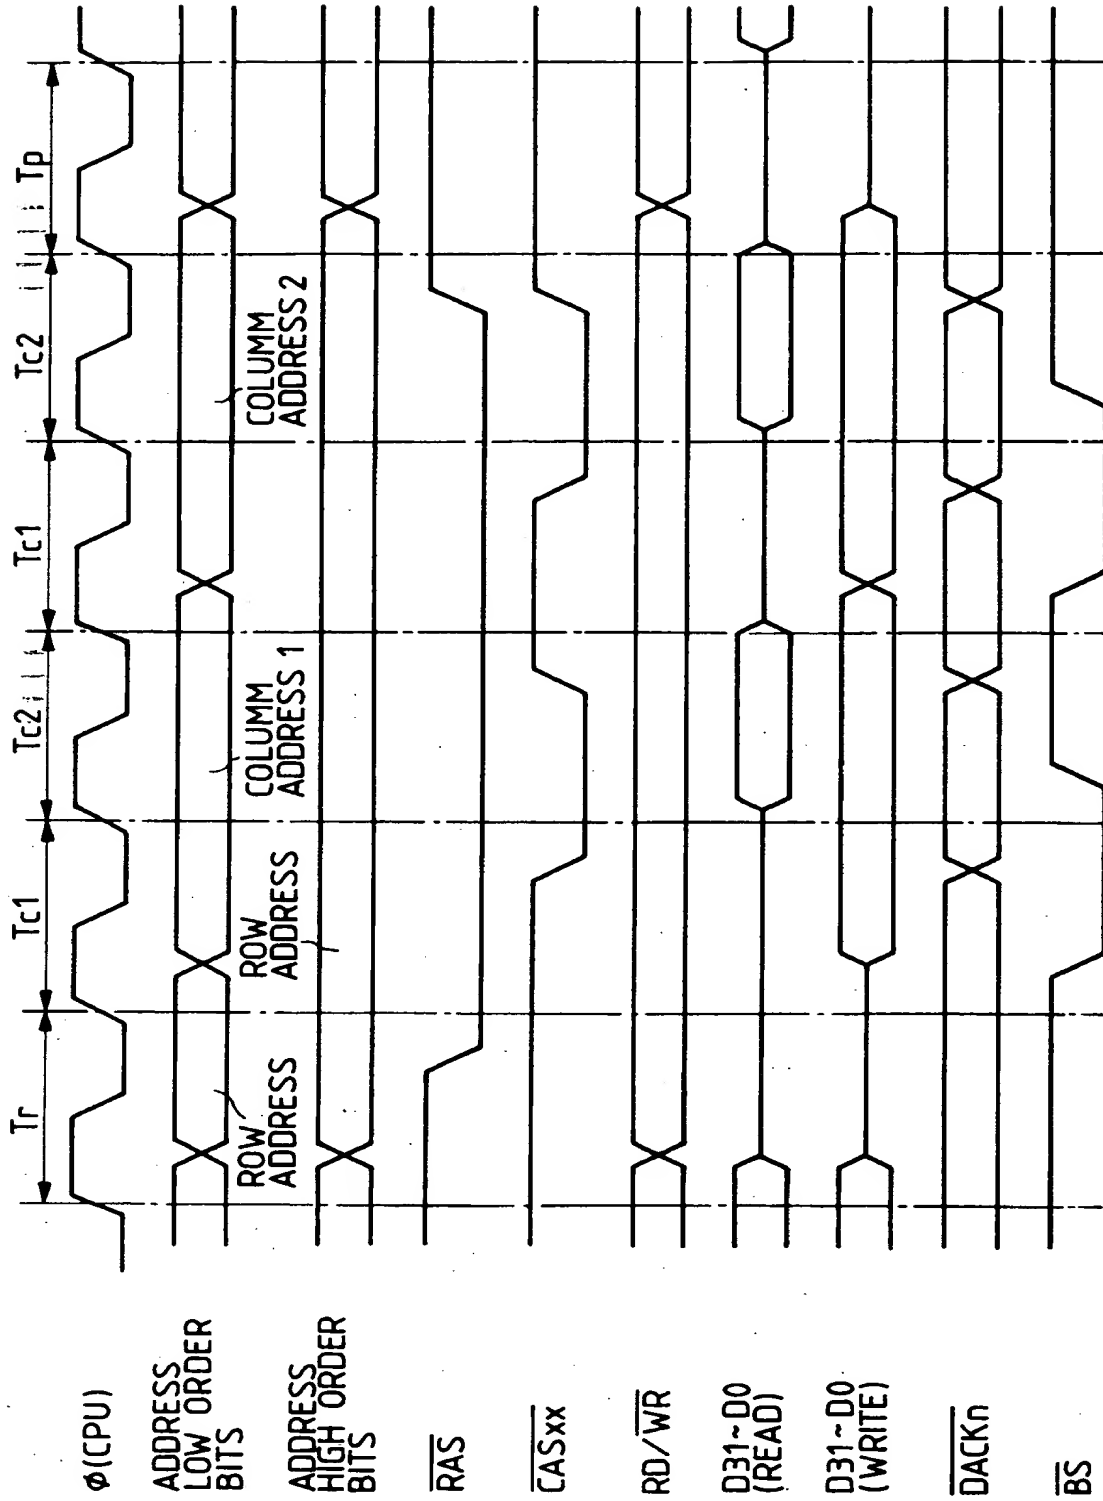 Tr
Tc1
Tc2
Tc1
Tc2
Tp
Φ(CPU)
ADDRESS
LOW ORDER
BITS
ROW
ADDRESS
COLUMM
ADDRESS 1
COLUMM
ADDRESS 2
ADDRESS
HIGH ORDER
BITS
ROW
ADDRESS
RAS
CASxx
RD/WR
D31~D0
(READ)
D31~D0
(WRITE)
DACKn
BS